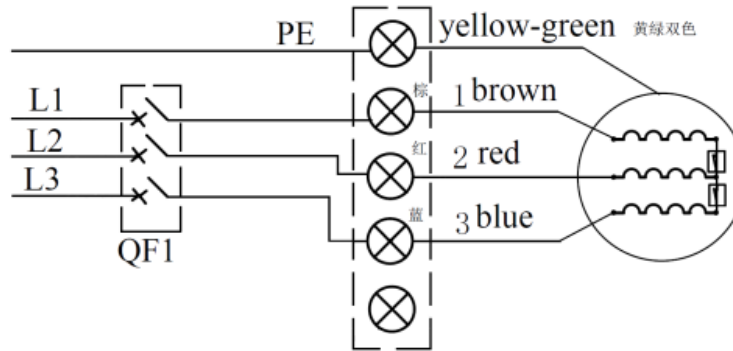 PE
yellow-green 黄绿双色
L1
棕
1 brown
L2
红
2 red
L3
蓝
3 blue
QF1